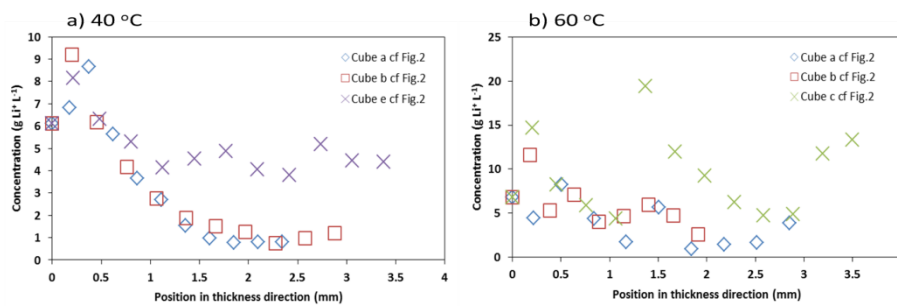 a) 40 °C
10
9
8
7
6
5
4
3
2
1
0
Concentration (g Li⁺ L⁻¹)
Cube a cf Fig.2
Cube b cf Fig.2
Cube e cf Fig.2
0 0.5 1 1.5 2 2.5 3 3.5 4
Position in thickness direction (mm)
b) 60 °C
25
20
15
10
5
0
Concentration (g Li⁺ L⁻¹)
Cube a cf Fig.2
Cube b cf Fig.2
Cube c cf Fig.2
0 0.5 1 1.5 2 2.5 3 3.5 4
Position in thickness direction (mm)